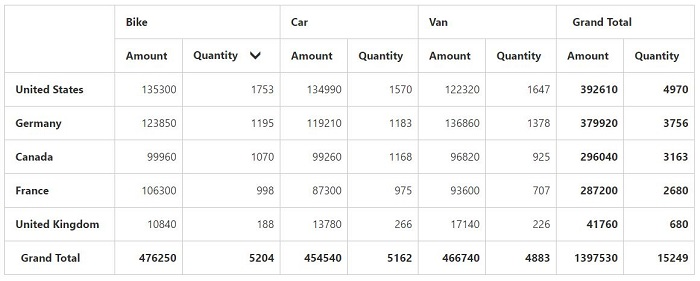 Bike Car Van Grand Total
Amount Quantity Amount Quantity Amount Quantity Amount Quantity
United States 135300 1753 134990 1570 122320 1647 392610 4970
Germany 123850 1195 119210 1183 136860 1378 379920 3756
Canada 99960 1070 99260 1168 96820 925 296040 3163
France 106300 998 87300 975 93600 707 287200 2680
United Kingdom 10840 188 13780 266 17140 226 41760 680
Grand Total 476250 5204 454540 5162 466740 4883 1397530 15249